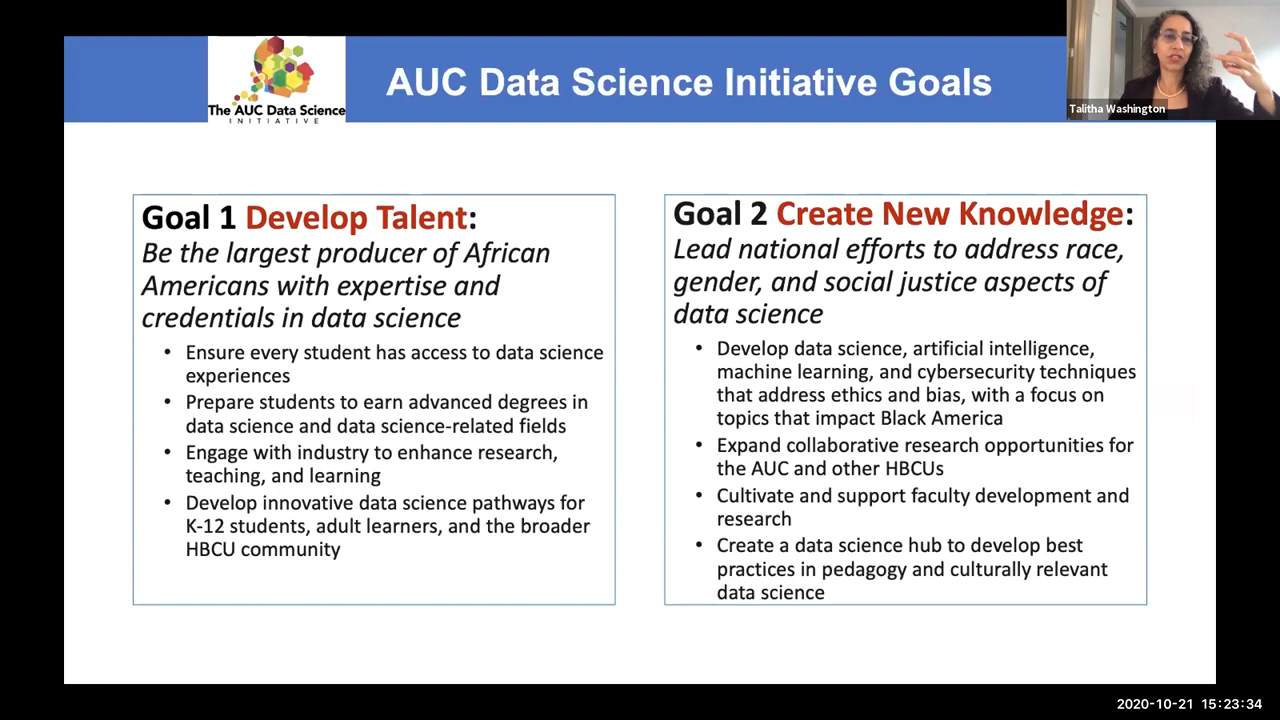 The AUC Data Science
INITIATIVE
AUC Data Science Initiative Goals
Talitha Washington
Goal 1 Develop Talent:
Be the largest producer of African
Americans with expertise and
credentials in data science
• Ensure every student has access to data science
experiences
• Prepare students to earn advanced degrees in
data science and data science-related fields
• Engage with industry to enhance research,
teaching, and learning
• Develop innovative data science pathways for
K-12 students, adult learners, and the broader
HBCU community
Goal 2 Create New Knowledge:
Lead national efforts to address race,
gender, and social justice aspects of
data science
• Develop data science, artificial intelligence,
machine learning, and cybersecurity techniques
that address ethics and bias, with a focus on
topics that impact Black America
• Expand collaborative research opportunities for
the AUC and other HBCUs
• Cultivate and support faculty development and
research
• Create a data science hub to develop best
practices in pedagogy and culturally relevant
data science
2020-10-21 15:23:34